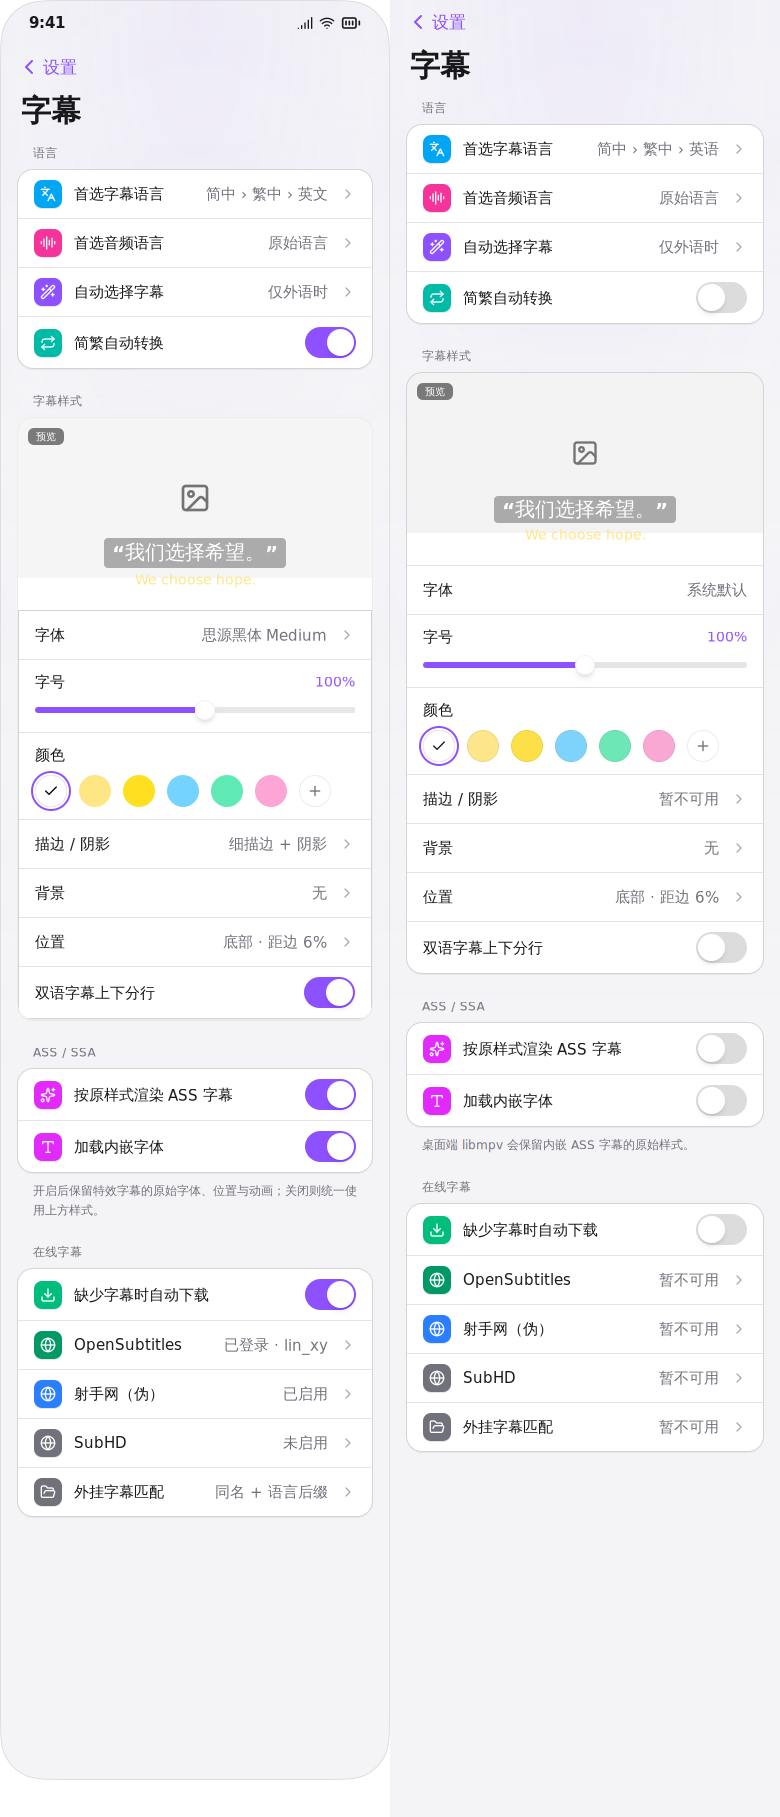 9:41
设置
字幕
语言
首选字幕语言 简中 › 繁中 › 英文
首选音频语言 原始语言
自动选择字幕 仅外语时
简繁自动转换
字幕样式
预览
“我们选择希望。”
We choose hope.
字体 思源黑体 Medium
字号 100%
颜色
描边 / 阴影 细描边 + 阴影
背景 无
位置 底部 · 距边 6%
双语字幕上下分行
ASS / SSA
按原样式渲染 ASS 字幕
加载内嵌字体
开启后保留特效字幕的原始字体、位置与动画；关闭则统一使
用上方样式。
在线字幕
缺少字幕时自动下载
OpenSubtitles 已登录 · lin_xy
射手网（伪） 已启用
SubHD 未启用
外挂字幕匹配 同名 + 语言后缀
设置
字幕
语言
首选字幕语言 简中 › 繁中 › 英语
首选音频语言 原始语言
自动选择字幕 仅外语时
简繁自动转换
字幕样式
预览
“我们选择希望。”
We choose hope.
字体 系统默认
字号 100%
颜色
描边 / 阴影 暂不可用
背景 无
位置 底部 · 距边 6%
双语字幕上下分行
ASS / SSA
按原样式渲染 ASS 字幕
加载内嵌字体
桌面端 libmpv 会保留内嵌 ASS 字幕的原始样式。
在线字幕
缺少字幕时自动下载
OpenSubtitles 暂不可用
射手网（伪） 暂不可用
SubHD 暂不可用
外挂字幕匹配 暂不可用